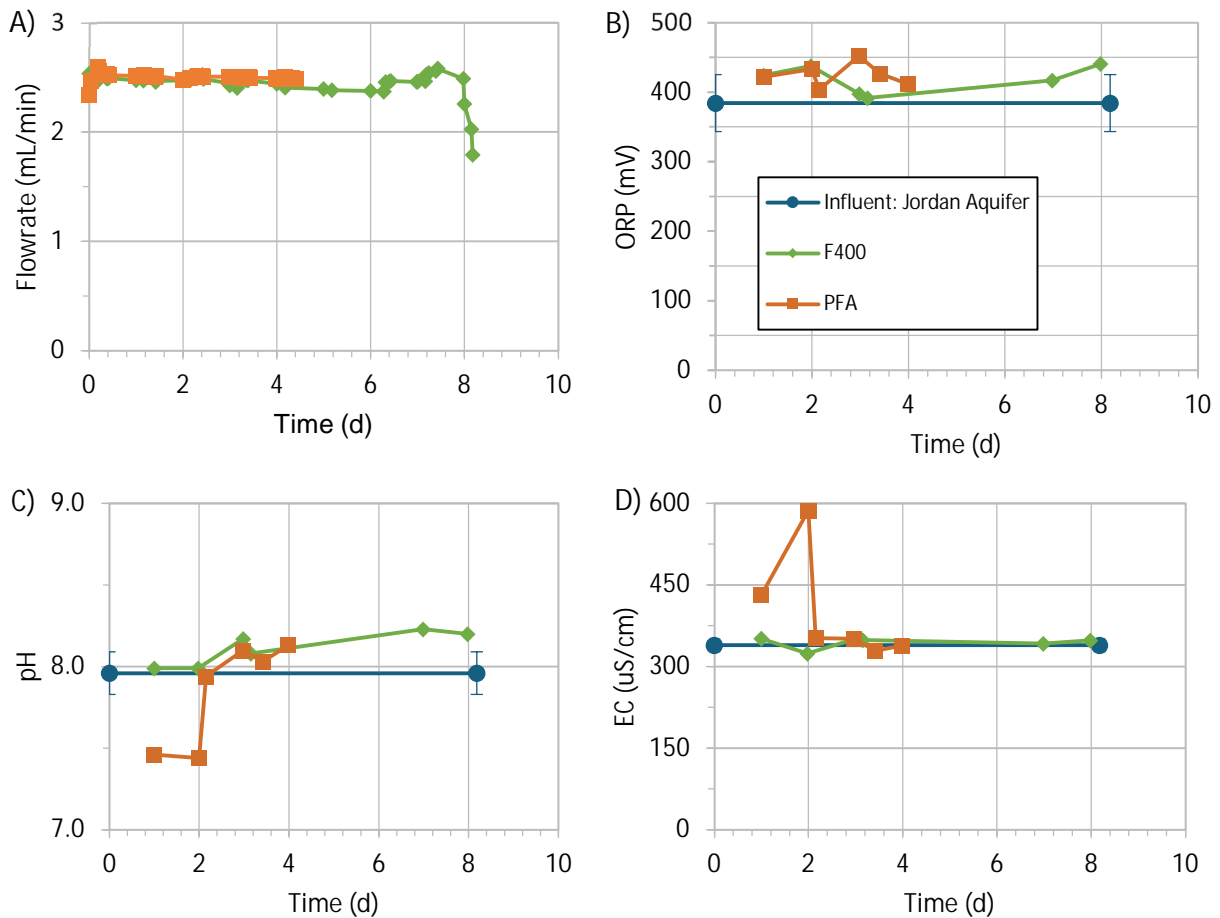 A)
Flowrate (mL/min)
3
2
1
0
0 2 4 6 8 10
Time (d)
B)
ORP (mV)
500
400
300
200
100
0
Influent: Jordan Aquifer
F400
PFA
0 2 4 6 8 10
Time (d)
C)
pH
9.0
8.0
7.0
0 2 4 6 8 10
Time (d)
D)
EC (uS/cm)
600
450
300
150
0
0 2 4 6 8 10
Time (d)